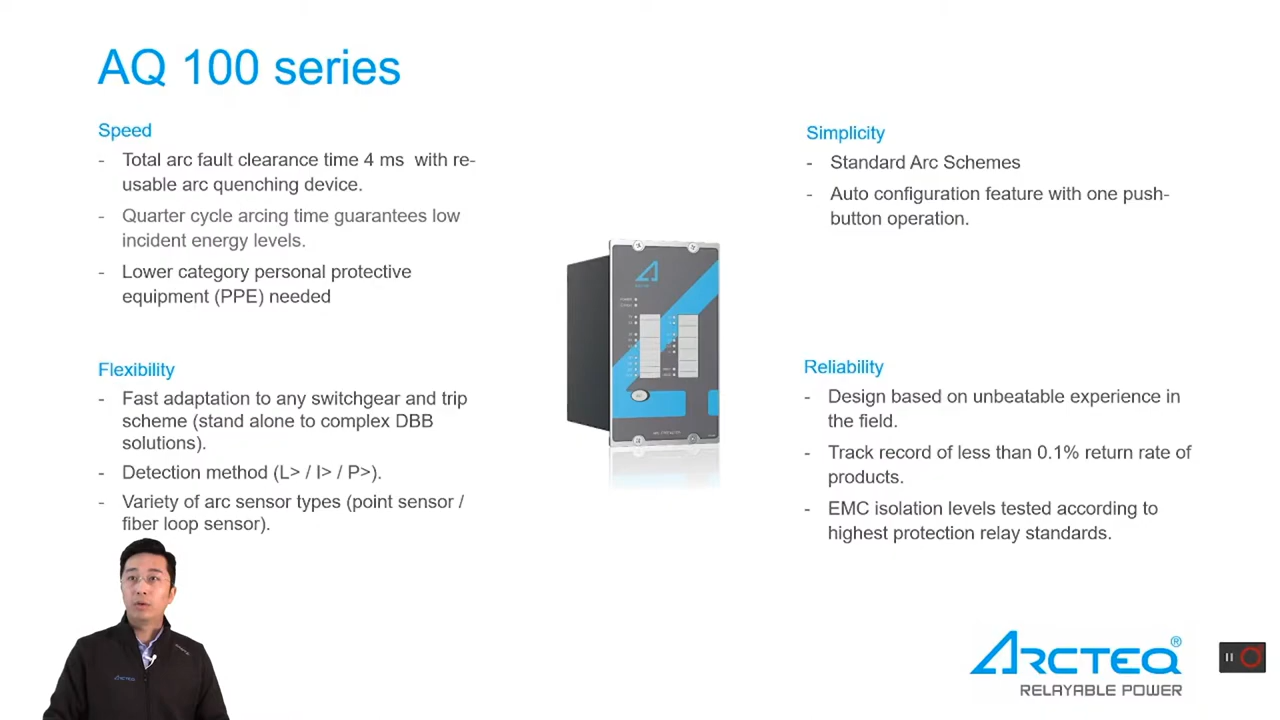 AQ 100 series
Speed
- Total arc fault clearance time 4 ms with re-
usable arc quenching device.
- Quarter cycle arcing time guarantees low
incident energy levels.
- Lower category personal protective
equipment (PPE) needed
Flexibility
- Fast adaptation to any switchgear and trip
scheme (stand alone to complex DBB
solutions).
- Detection method (L> / I> / P>).
- Variety of arc sensor types (point sensor /
fiber loop sensor).
Simplicity
- Standard Arc Schemes
- Auto configuration feature with one push-
button operation.
Reliability
- Design based on unbeatable experience in
the field.
- Track record of less than 0.1% return rate of
products.
- EMC isolation levels tested according to
highest protection relay standards.
ARCTEQ
ARCTEQ®
RELAYABLE POWER